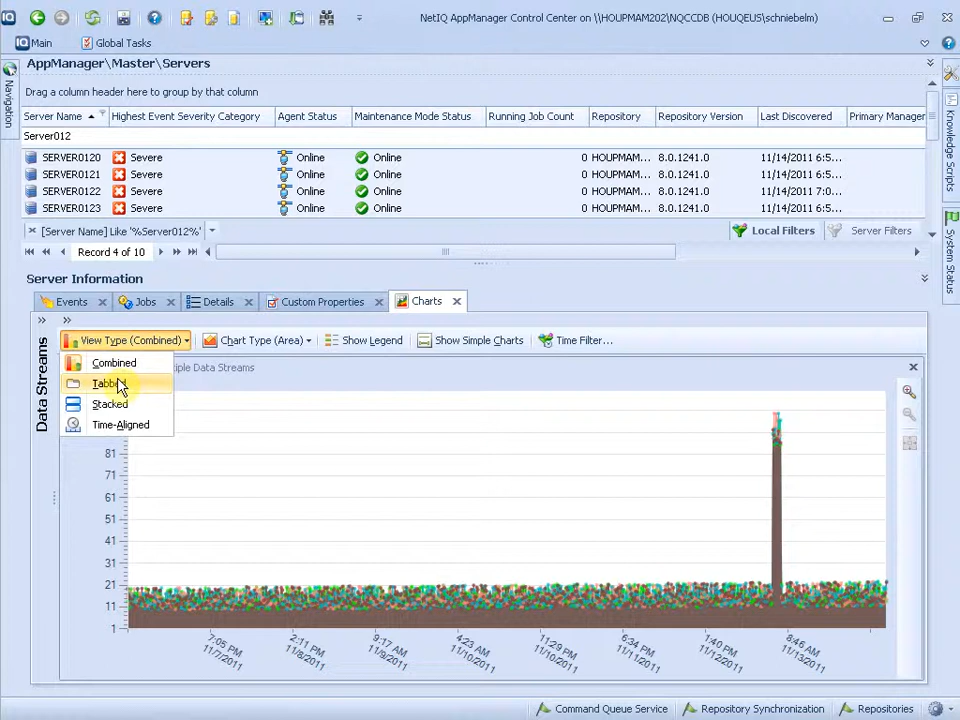 NetIQ AppManager Control Center on \\HOUPMAM202\NQCCDB (HOUQEUS\schniebelm)
Main Global Tasks
Navigation
AppManager\Master\Servers
Drag a column header here to group by that column
Server Name Highest Event Severity Category Agent Status Maintenance Mode Status Running Job Count Repository Repository Version Last Discovered Primary Manager
Server012
SERVER0120 Severe Online Online 0 HOUPMAM... 8.0.1241.0 11/14/2011 6:5...
SERVER0121 Severe Online Online 0 HOUPMAM... 8.0.1241.0 11/14/2011 6:5...
SERVER0122 Severe Online Online 0 HOUPMAM... 8.0.1241.0 11/14/2011 7:0...
SERVER0123 Severe Online Online 0 HOUPMAM... 8.0.1241.0 11/14/2011 6:5...
[Server Name] Like '%Server012%' Local Filters Server Filters
Record 4 of 10
Knowledge Scripts
System Status
Server Information
Events Jobs Details Custom Properties Charts
Data Streams
View Type (Combined) Chart Type (Area) Show Legend Show Simple Charts Time Filter...
Combined
Tabbed
Stacked
Time-Aligned
Data Streams
81
71
61
51
41
31
21
11
1
7:05 PM 11/7/2011
2:11 PM 11/8/2011
9:17 AM 11/9/2011
4:23 AM 11/10/2011
11:29 PM 11/10/2011
6:34 PM 11/11/2011
1:40 PM 11/12/2011
8:46 AM 11/13/2011
Command Queue Service Repository Synchronization Repositories